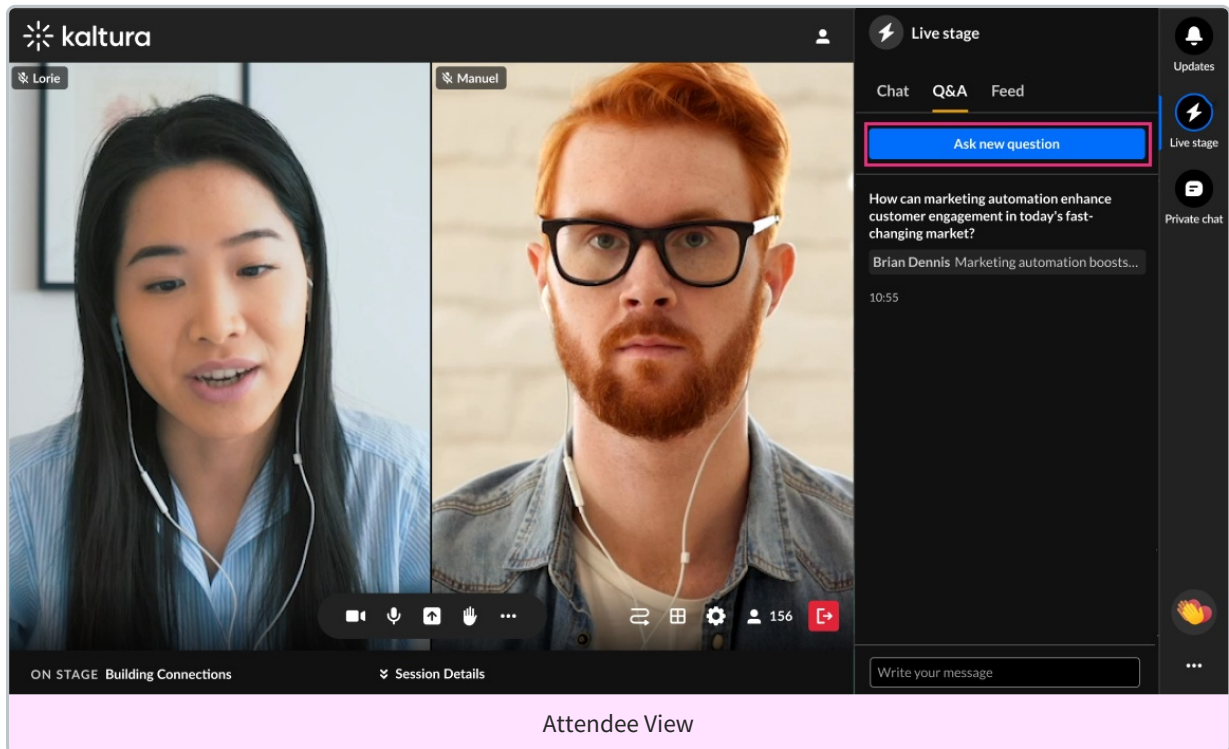 kaltura
Lorie
Manuel
156
ON STAGE Building Connections
Session Details
Live stage
Chat Q&A Feed
Ask new question
How can marketing automation enhance
customer engagement in today's fast-
changing market?
Brian Dennis Marketing automation boosts...
10:55
Write your message
Updates
Live stage
Private chat
Attendee View